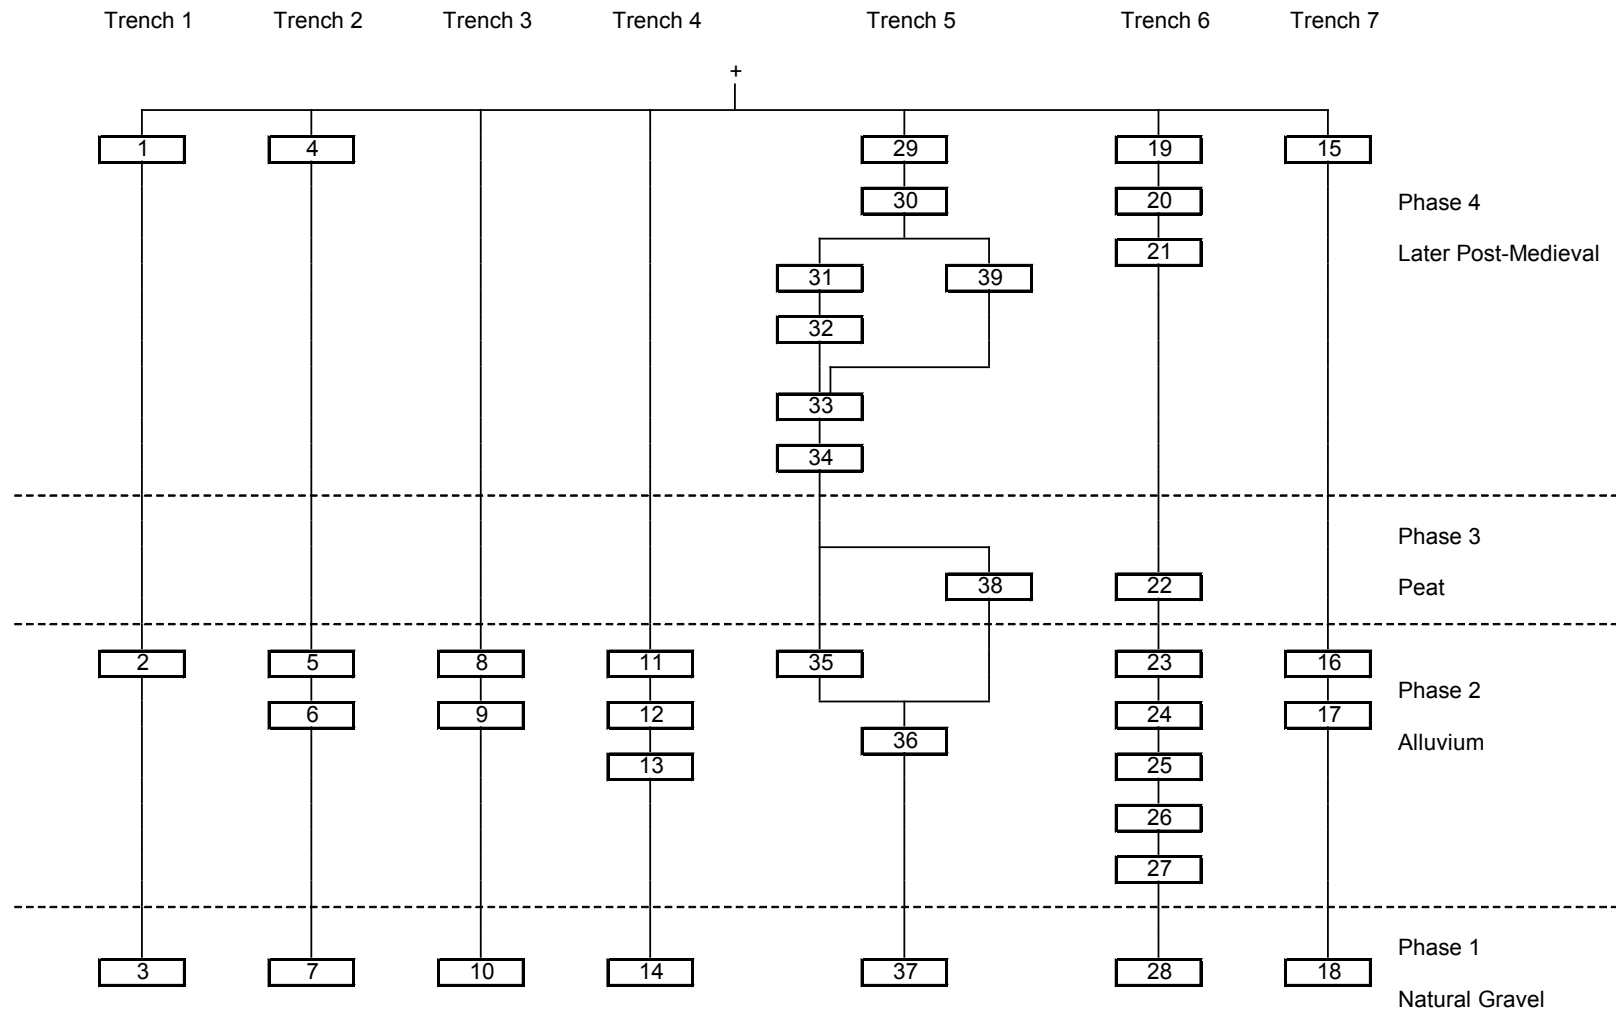 Trench 1 Trench 2 Trench 3 Trench 4 Trench 5 Trench 6 Trench 7
+
1 4 29 19 15
30 20 Phase 4
21 Later Post-Medieval
31 39
32
33
34
Phase 3
38 22 Peat
2 5 8 11 35 23 16
Phase 2
6 9 12 24 17
36 Alluvium
13 25
26
27
Phase 1
3 7 10 14 37 28 18
Natural Gravel